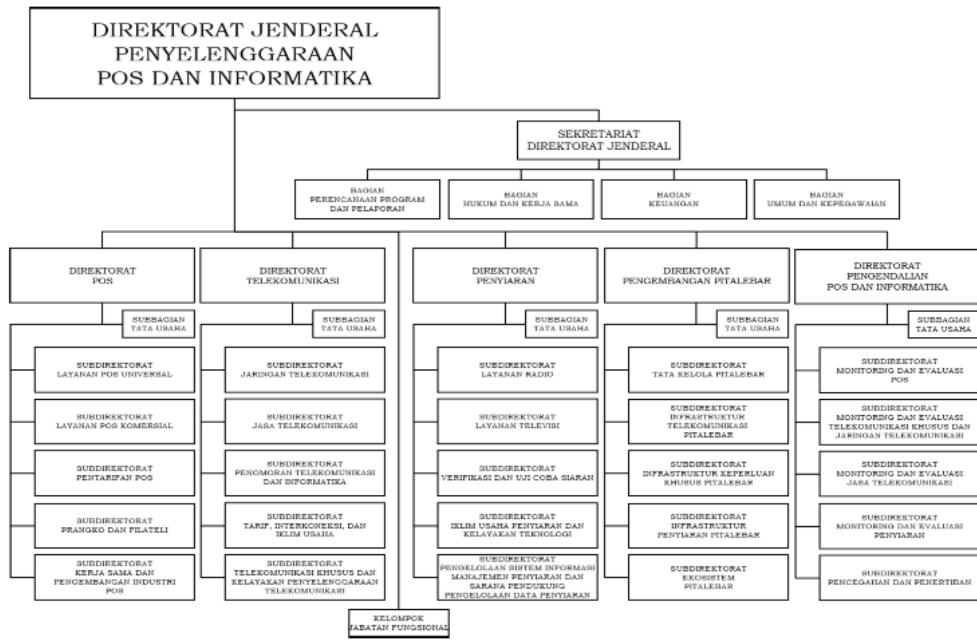 DIREKTORAT JENDERAL
PENYELENGGARAAN
POS DAN INFORMATIKA
SEKRETARIAT
DIREKTORAT JENDERAL
BAGIAN
PERENCANAAN PROGRAM
DAN PELAPORAN
BAGIAN
HUKUM DAN KERJA SAMA
BAGIAN
KEUANGAN
BAGIAN
UMUM DAN KEPEGAWAIAN
DIREKTORAT
POS
SUBBAGIAN
TATA USAHA
SUBDIREKTORAT
LAYANAN POS UNIVERSAL
SUBDIREKTORAT
LAYANAN POS KOMERSIAL
SUBDIREKTORAT
PENTARIFAN POS
SUBDIREKTORAT
PRANGKO DAN FILATELI
SUBDIREKTORAT
KERJA SAMA DAN
PENGEMBANGAN INDUSTRI
POS
DIREKTORAT
TELEKOMUNIKASI
SUBBAGIAN
TATA USAHA
SUBDIREKTORAT
JARINGAN TELEKOMUNIKASI
SUBDIREKTORAT
JASA TELEKOMUNIKASI
SUBDIREKTORAT
PENOMORAN TELEKOMUNIKASI
DAN INFORMATIKA
SUBDIREKTORAT
TARIF, INTERKONEKSI, DAN
IKLIM USAHA
SUBDIREKTORAT
TELEKOMUNIKASI KHUSUS DAN
KELAYAKAN PENYELENGGARAAN
TELEKOMUNIKASI
KELOMPOK
JABATAN FUNGSIONAL
DIREKTORAT
PENYIARAN
SUBBAGIAN
TATA USAHA
SUBDIREKTORAT
LAYANAN RADIO
SUBDIREKTORAT
LAYANAN TELEVISI
SUBDIREKTORAT
VERIFIKASI DAN UJI COBA SIARAN
SUBDIREKTORAT
IKLIM USAHA PENYIARAN DAN
KELAYAKAN TEKNOLOGI
SUBDIREKTORAT
PENGELOLAAN SISTEM INFORMASI
MANAJEMEN PENYIARAN DAN
SARANA PENDUKUNG
PENGELOLAAN DATA PENYIARAN
DIREKTORAT
PENGEMBANGAN PITALEBAR
SUBBAGIAN
TATA USAHA
SUBDIREKTORAT
TATA KELOLA PITALEBAR
SUBDIREKTORAT
INFRASTRUKTUR
TELEKOMUNIKASI
PITALEBAR
SUBDIREKTORAT
INFRASTRUKTUR KEPERLUAN
KHUSUS PITALEBAR
SUBDIREKTORAT
INFRASTRUKTUR
PENYIARAN PITALEBAR
SUBDIREKTORAT
EKOSISTEM
PITALEBAR
DIREKTORAT
PENGENDALIAN
POS DAN INFORMATIKA
SUBBAGIAN
TATA USAHA
SUBDIREKTORAT
MONITORING DAN EVALUASI
POS
SUBDIREKTORAT
MONITORING DAN EVALUASI
TELEKOMUNIKASI KHUSUS DAN
JARINGAN TELEKOMUNIKASI
SUBDIREKTORAT
MONITORING DAN EVALUASI
JASA TELEKOMUNIKASI
SUBDIREKTORAT
MONITORING DAN EVALUASI
PENYIARAN
SUBDIREKTORAT
PENCEGAHAN DAN PENERTIBAN